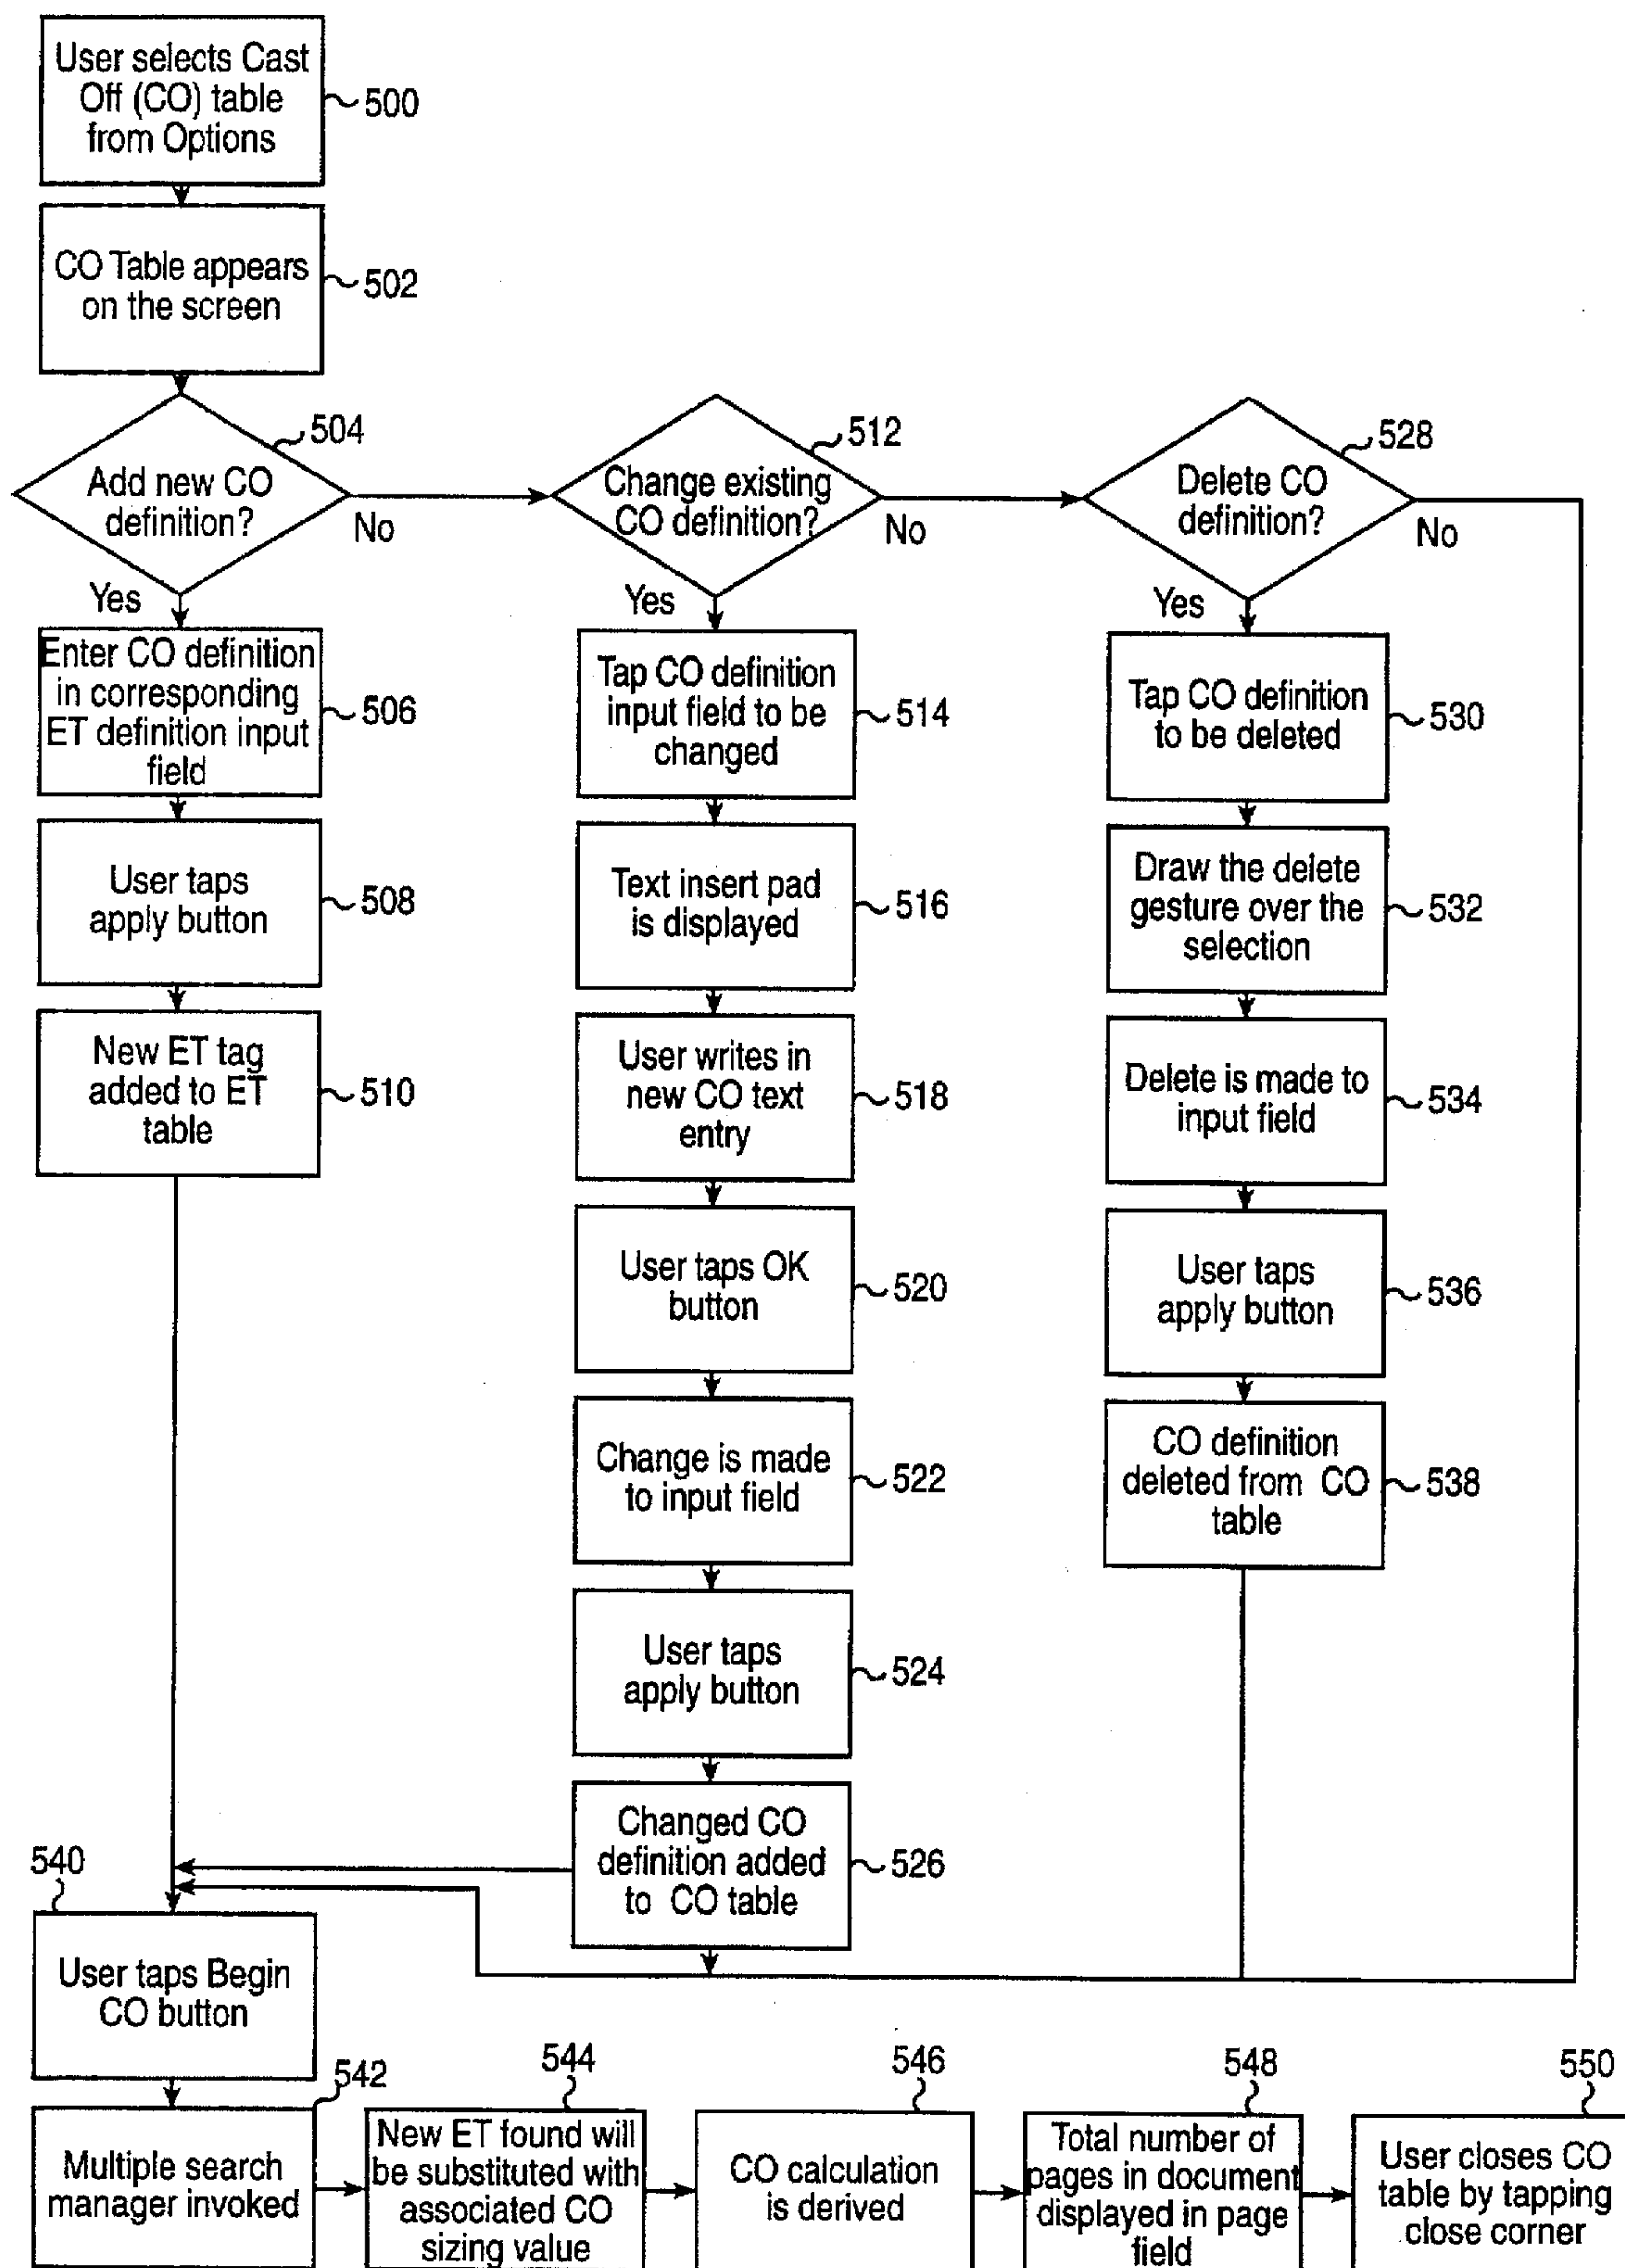 User selects Cast
Off (CO) table
from Options
500
CO Table appears
on the screen
502
504
Add new CO
definition?
No
Yes
512
Change existing
CO definition?
No
Yes
528
Delete CO
definition?
No
Yes
Enter CO definition
in corresponding
ET definition input
field
506
User taps
apply button
508
New ET tag
added to ET
table
510
Tap CO definition
input field to be
changed
514
Text insert pad
is displayed
516
User writes in
new CO text
entry
518
User taps OK
button
520
Change is made
to input field
522
User taps
apply button
524
Changed CO
definition added
to CO table
526
Tap CO definition
to be deleted
530
Draw the delete
gesture over the
selection
532
Delete is made to
input field
534
User taps
apply button
536
CO definition
deleted from CO
table
538
540
User taps Begin
CO button
542
Multiple search
manager invoked
544
New ET found will
be substituted with
associated CO
sizing value
546
CO calculation
is derived
548
Total number of
pages in document
displayed in page
field
550
User closes CO
table by tapping
close corner